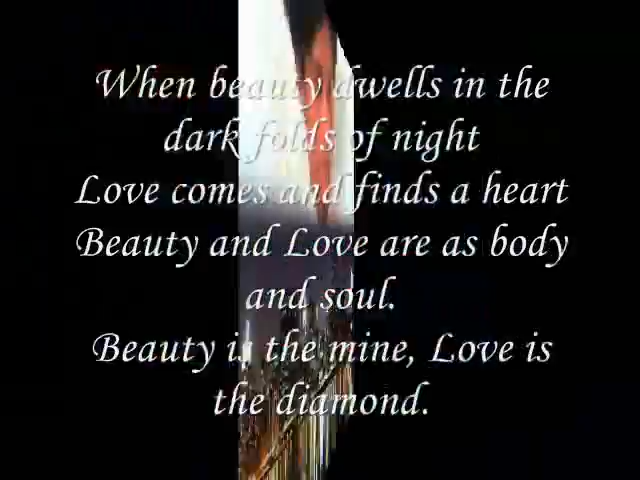 When beauty dwells in the
dark folds of night
Love comes and finds a heart
Beauty and Love are as body
and soul.
Beauty is the mine, Love is
the diamond.